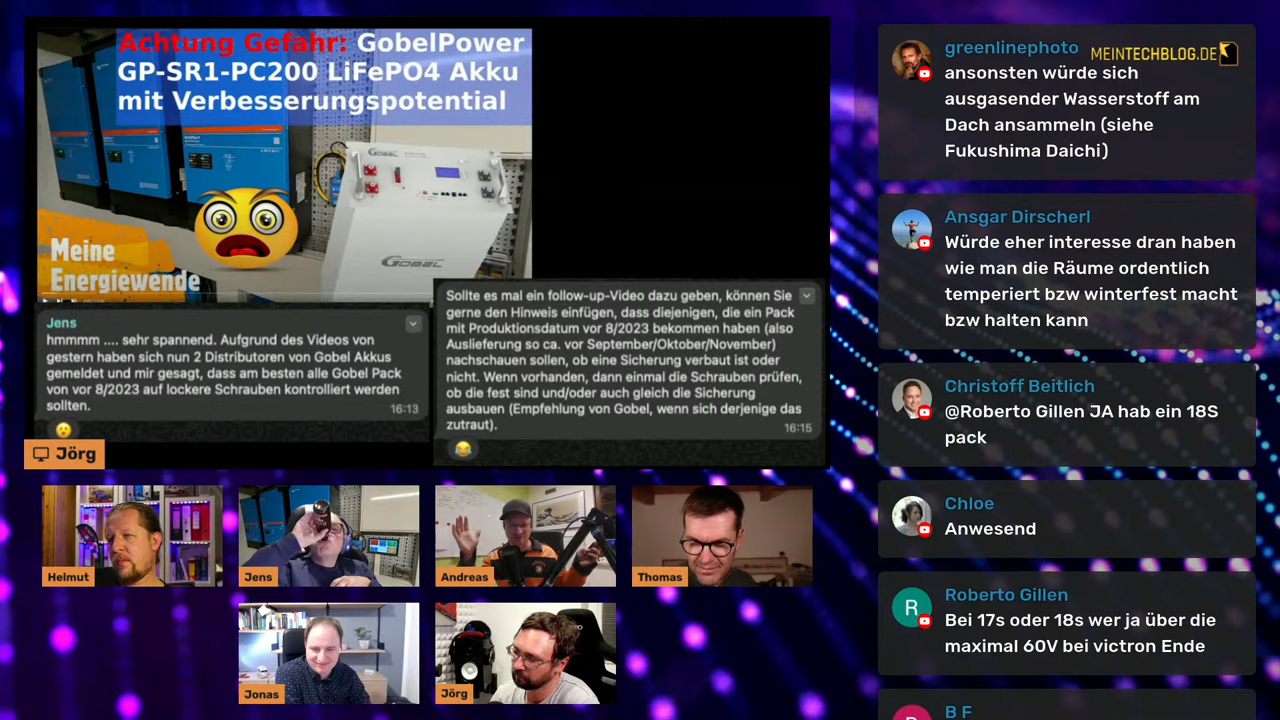 Achtung Gefahr: GobelPower
GP-SR1-PC200 LiFePO4 Akku
mit Verbesserungspotential
GOBEL
GOBEL
Meine
Energiewende
Jens
hmmmm .... sehr spannend. Aufgrund des Videos von
gestern haben sich nun 2 Distributoren von Gobel Akkus
gemeldet und mir gesagt, dass am besten alle Gobel Pack
von vor 8/2023 auf lockere Schrauben kontrolliert werden
sollten.
16:13
Sollte es mal ein follow-up-Video dazu geben, können Sie
gerne den Hinweis einfügen, dass diejenigen, die ein Pack
mit Produktionsdatum vor 8/2023 bekommen haben (also
Auslieferung so ca. vor September/Oktober/November)
nachschauen sollen, ob eine Sicherung verbaut ist oder
nicht. Wenn vorhanden, dann einmal die Schrauben prüfen,
ob die fest sind und/oder auch gleich die Sicherung
ausbauen (Empfehlung von Gobel, wenn sich derjenige das
zutraut).
16:15
Jörg
Helmut
Jens
Andreas
Thomas
Jonas
Jörg
MEINTECHBLOG.DE
greenlinephoto
ansonsten würde sich
ausgasender Wasserstoff am
Dach ansammeln (siehe
Fukushima Daichi)
Ansgar Dirscherl
Würde eher interesse dran haben
wie man die Räume ordentlich
temperiert bzw winterfest macht
bzw halten kann
Christoff Beitlich
@Roberto Gillen JA hab ein 18S
pack
Chloe
Anwesend
R
Roberto Gillen
Bei 17s oder 18s wer ja über die
maximal 60V bei victron Ende
B F